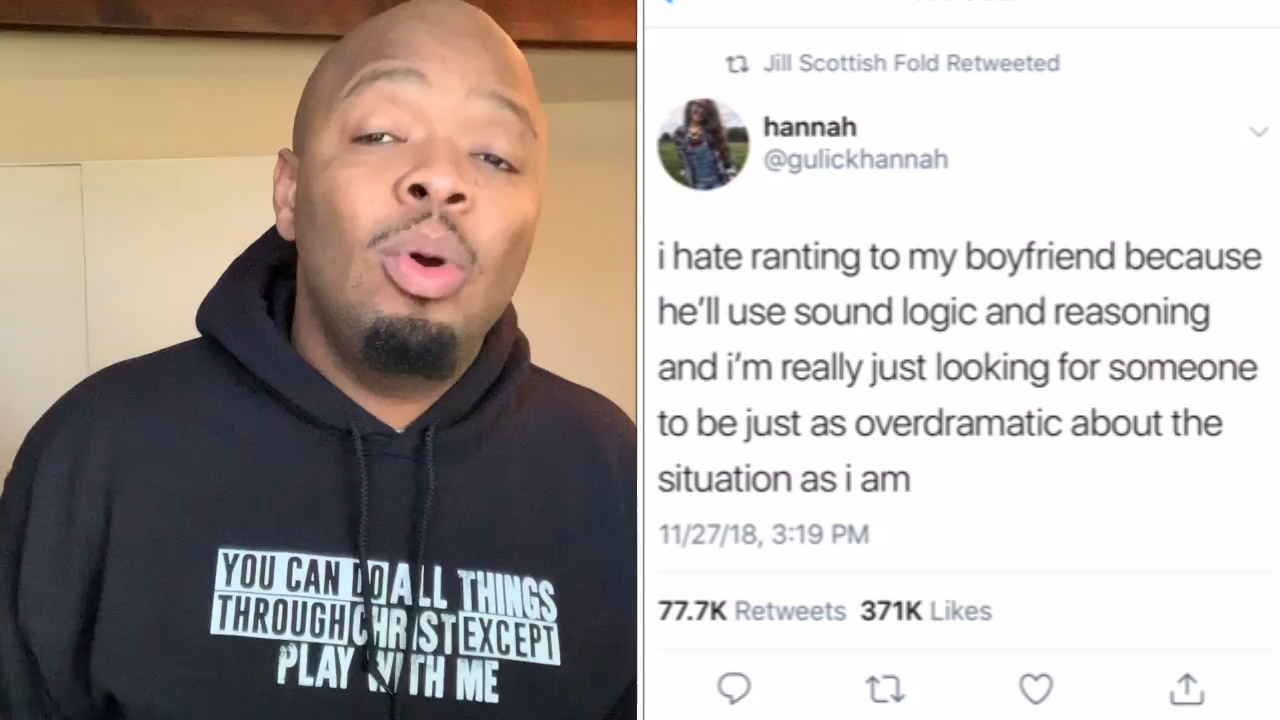 YOU CAN DO ALL THINGS
THROUGH CHRIST EXCEPT
PLAY WITH ME
Jill Scottish Fold Retweeted
hannah
@gulickhannah
i hate ranting to my boyfriend because
he'll use sound logic and reasoning
and i'm really just looking for someone
to be just as overdramatic about the
situation as i am
11/27/18, 3:19 PM
77.7K Retweets 371K Likes